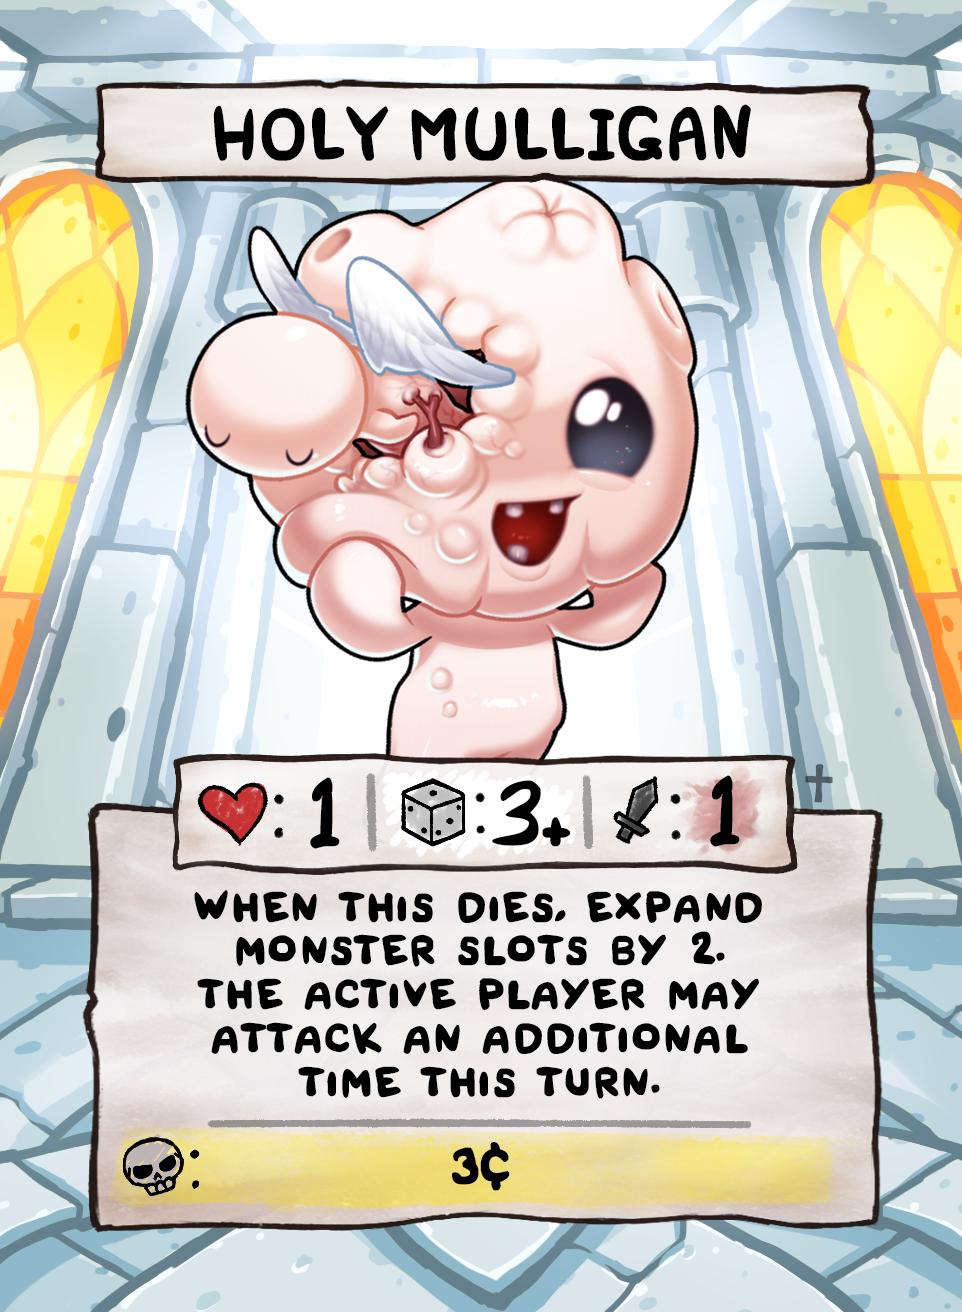 HOLY MULLIGAN
: 1 | : 3+ | : 1
WHEN THIS DIES, EXPAND
MONSTER SLOTS BY 2.
THE ACTIVE PLAYER MAY
ATTACK AN ADDITIONAL
TIME THIS TURN.
: 3¢